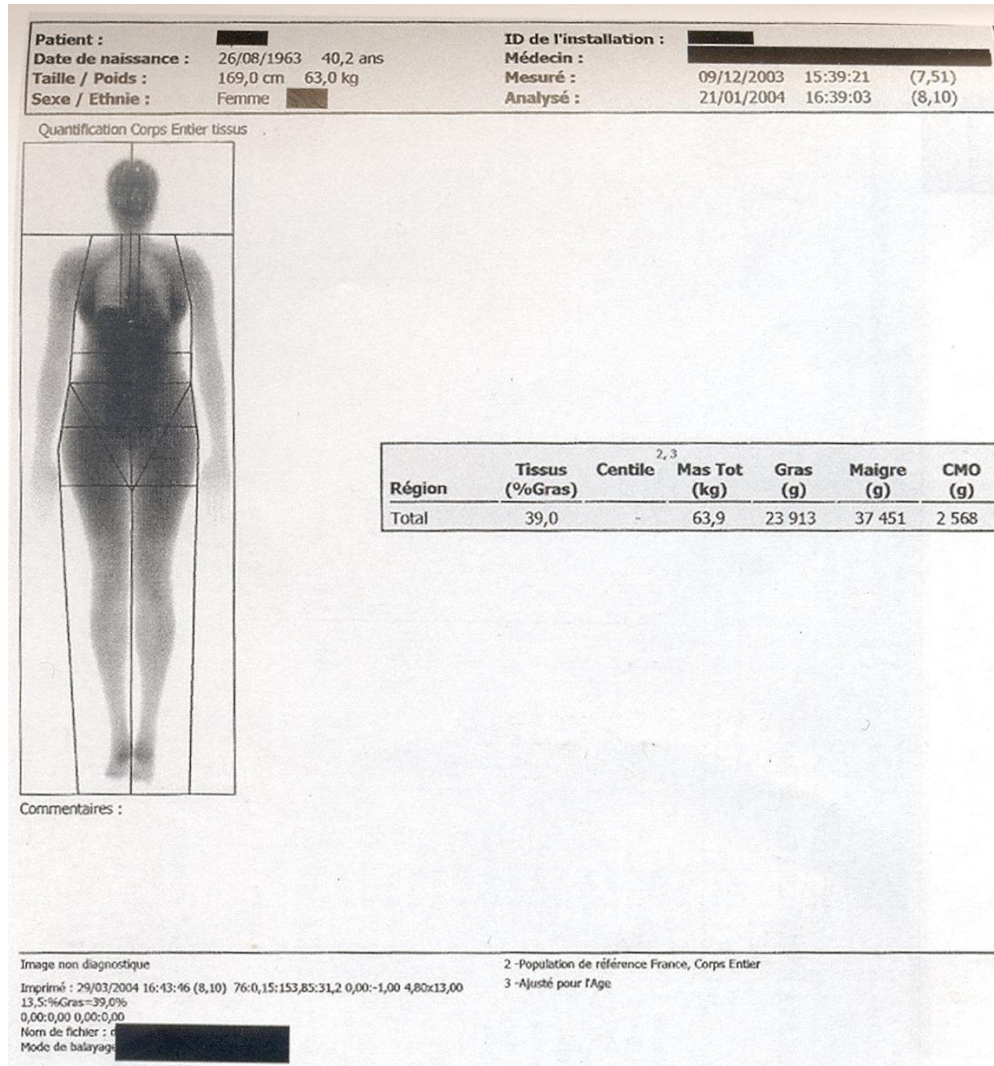 Patient :
Date de naissance : 26/08/1963 40,2 ans
Taille / Poids : 169,0 cm 63,0 kg
Sexe / Ethnie : Femme
ID de l'installation :
Médecin :
Mesuré : 09/12/2003 15:39:21 (7,51)
Analysé : 21/01/2004 16:39:03 (8,10)
Quantification Corps Entier tissus
2, 3
Région Tissus (%Gras) Centile Mas Tot (kg) Gras (g) Maigre (g) CMO (g)
Total 39,0 - 63,9 23 913 37 451 2 568
Commentaires :
Image non diagnostique
Imprimé : 29/03/2004 16:43:46 (8,10) 76:0,15:153,85:31,2 0,00:-1,00 4,80x13,00
13,5:%Gras=39,0%
0,00:0,00 0,00:0,00
Nom de fichier :
Mode de balayage
2 -Population de référence France, Corps Entier
3 -Ajusté pour l'Age